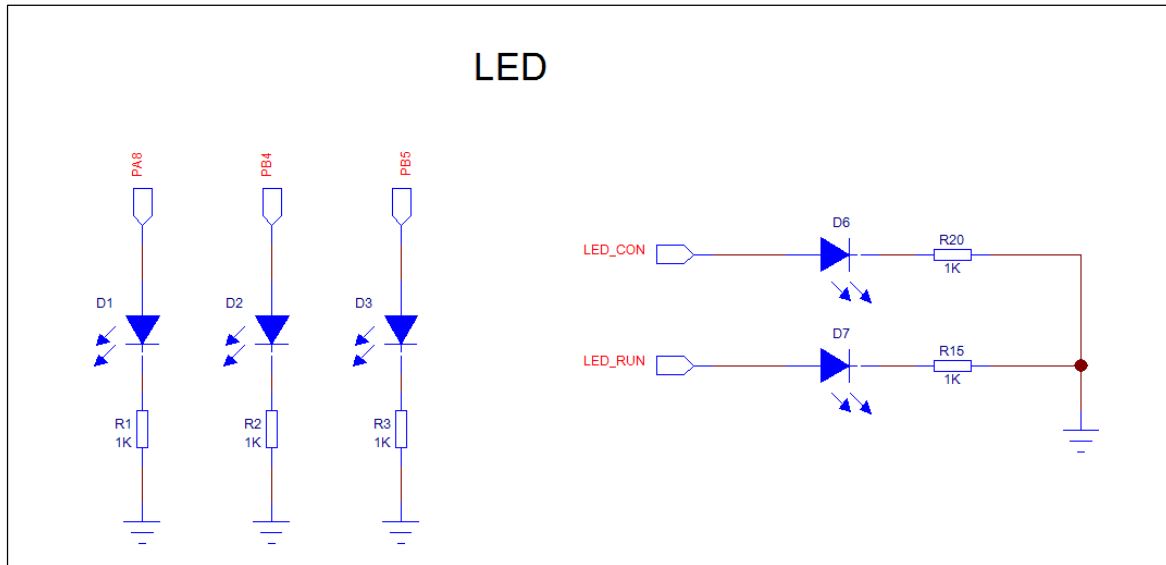 LED
PA8
PB4
PB5
D1
D2
D3
R1
1K
R2
1K
R3
1K
LED_CON
D6
R20
1K
LED_RUN
D7
R15
1K